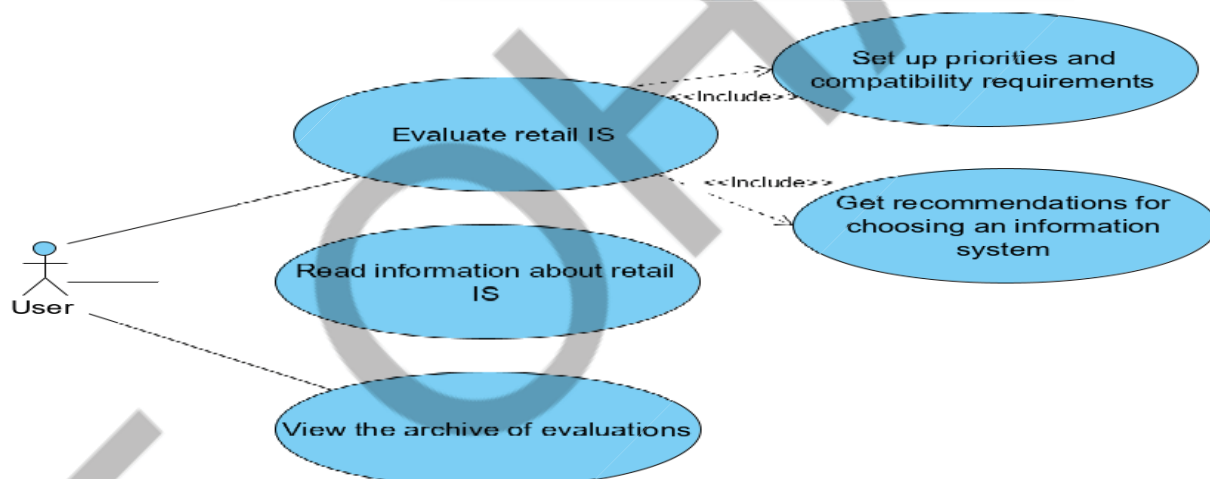 Set up priorities and
compatibility requirements
<<Include>>
Evaluate retail IS
<<Include>>
Get recommendations for
choosing an information
system
Read information about retail
IS
User
View the archive of evaluations